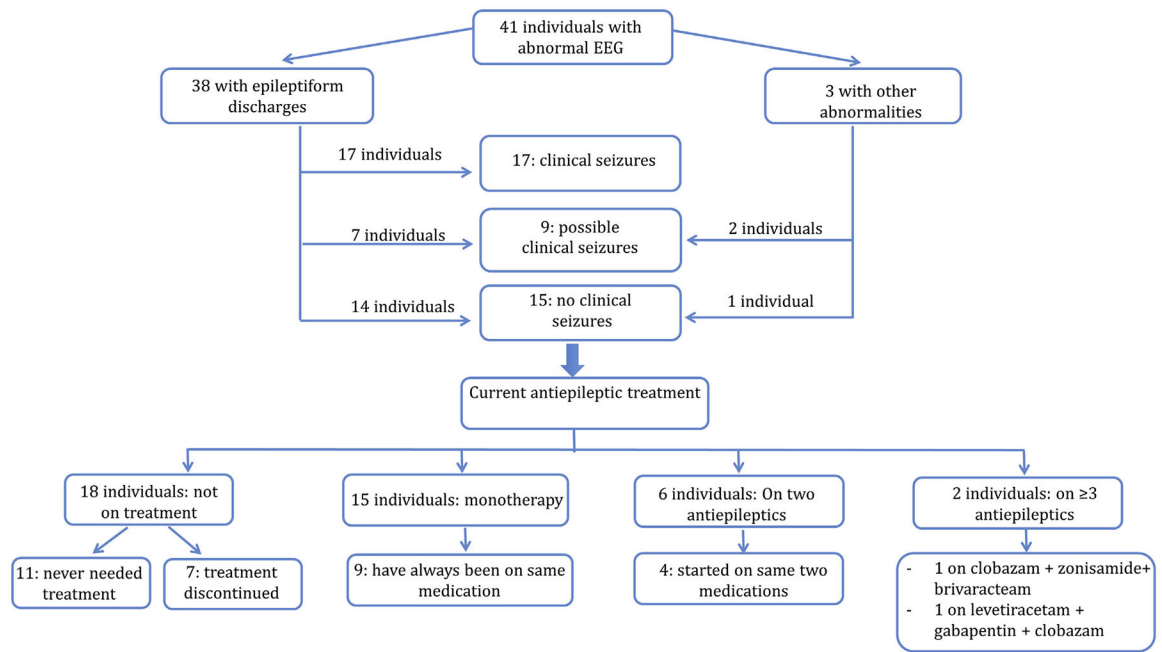 41 individuals with
abnormal EEG
38 with epileptiform
discharges
3 with other
abnormalities
17 individuals
17: clinical seizures
7 individuals
9: possible
clinical seizures
2 individuals
14 individuals
15: no clinical
seizures
1 individual
Current antiepileptic treatment
18 individuals: not
on treatment
15 individuals: monotherapy
6 individuals: On two
antiepileptics
2 individuals: on ≥3
antiepileptics
11: never needed
treatment
7: treatment
discontinued
9: have always been on same
medication
4: started on same two
medications
- 1 on clobazam + zonisamide+
brivaracteam
- 1 on levetiracetam +
gabapentin + clobazam